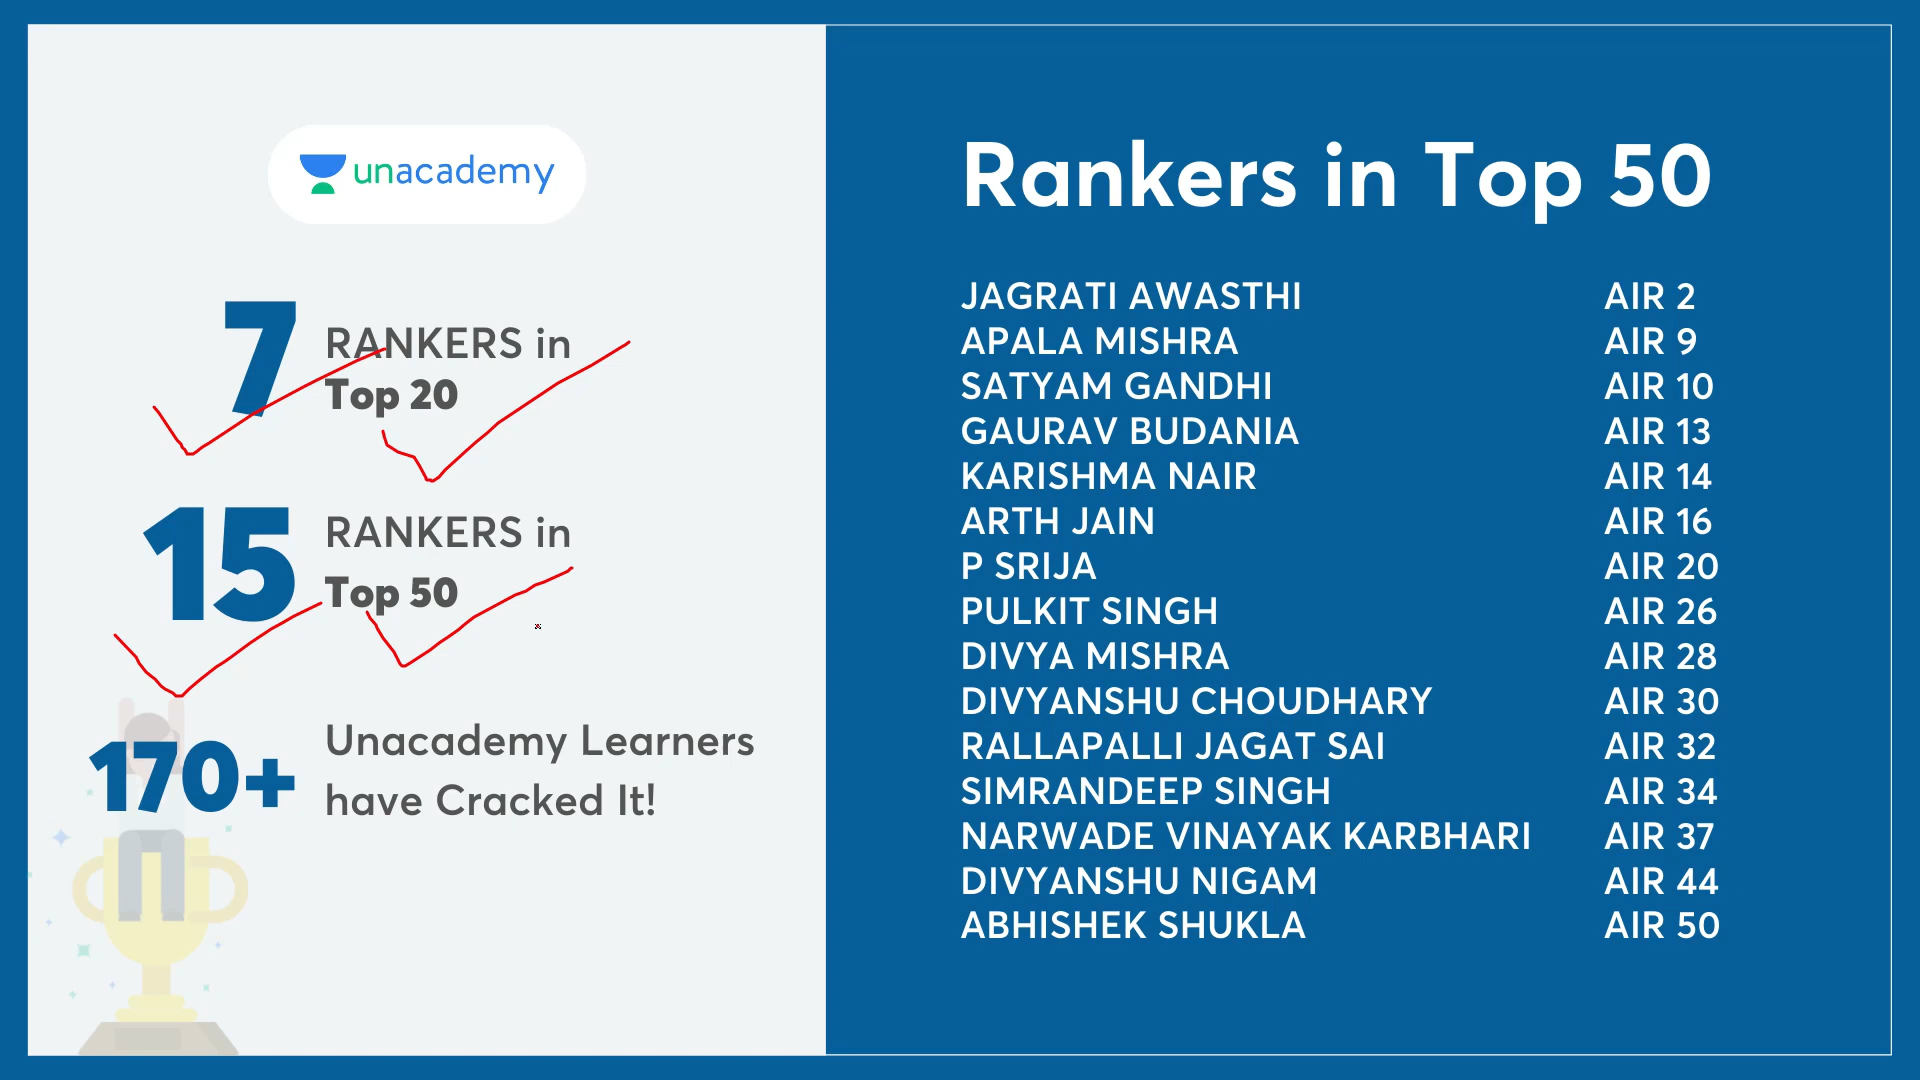 unacademy
7 RANKERS in
Top 20
15 RANKERS in
Top 50
170+ Unacademy Learners
have Cracked It!
Rankers in Top 50
JAGRATI AWASTHI AIR 2
APALA MISHRA AIR 9
SATYAM GANDHI AIR 10
GAURAV BUDANIA AIR 13
KARISHMA NAIR AIR 14
ARTH JAIN AIR 16
P SRIJA AIR 20
PULKIT SINGH AIR 26
DIVYA MISHRA AIR 28
DIVYANSHU CHOUDHARY AIR 30
RALLAPALLI JAGAT SAI AIR 32
SIMRANDEEP SINGH AIR 34
NARWADE VINAYAK KARBHARI AIR 37
DIVYANSHU NIGAM AIR 44
ABHISHEK SHUKLA AIR 50